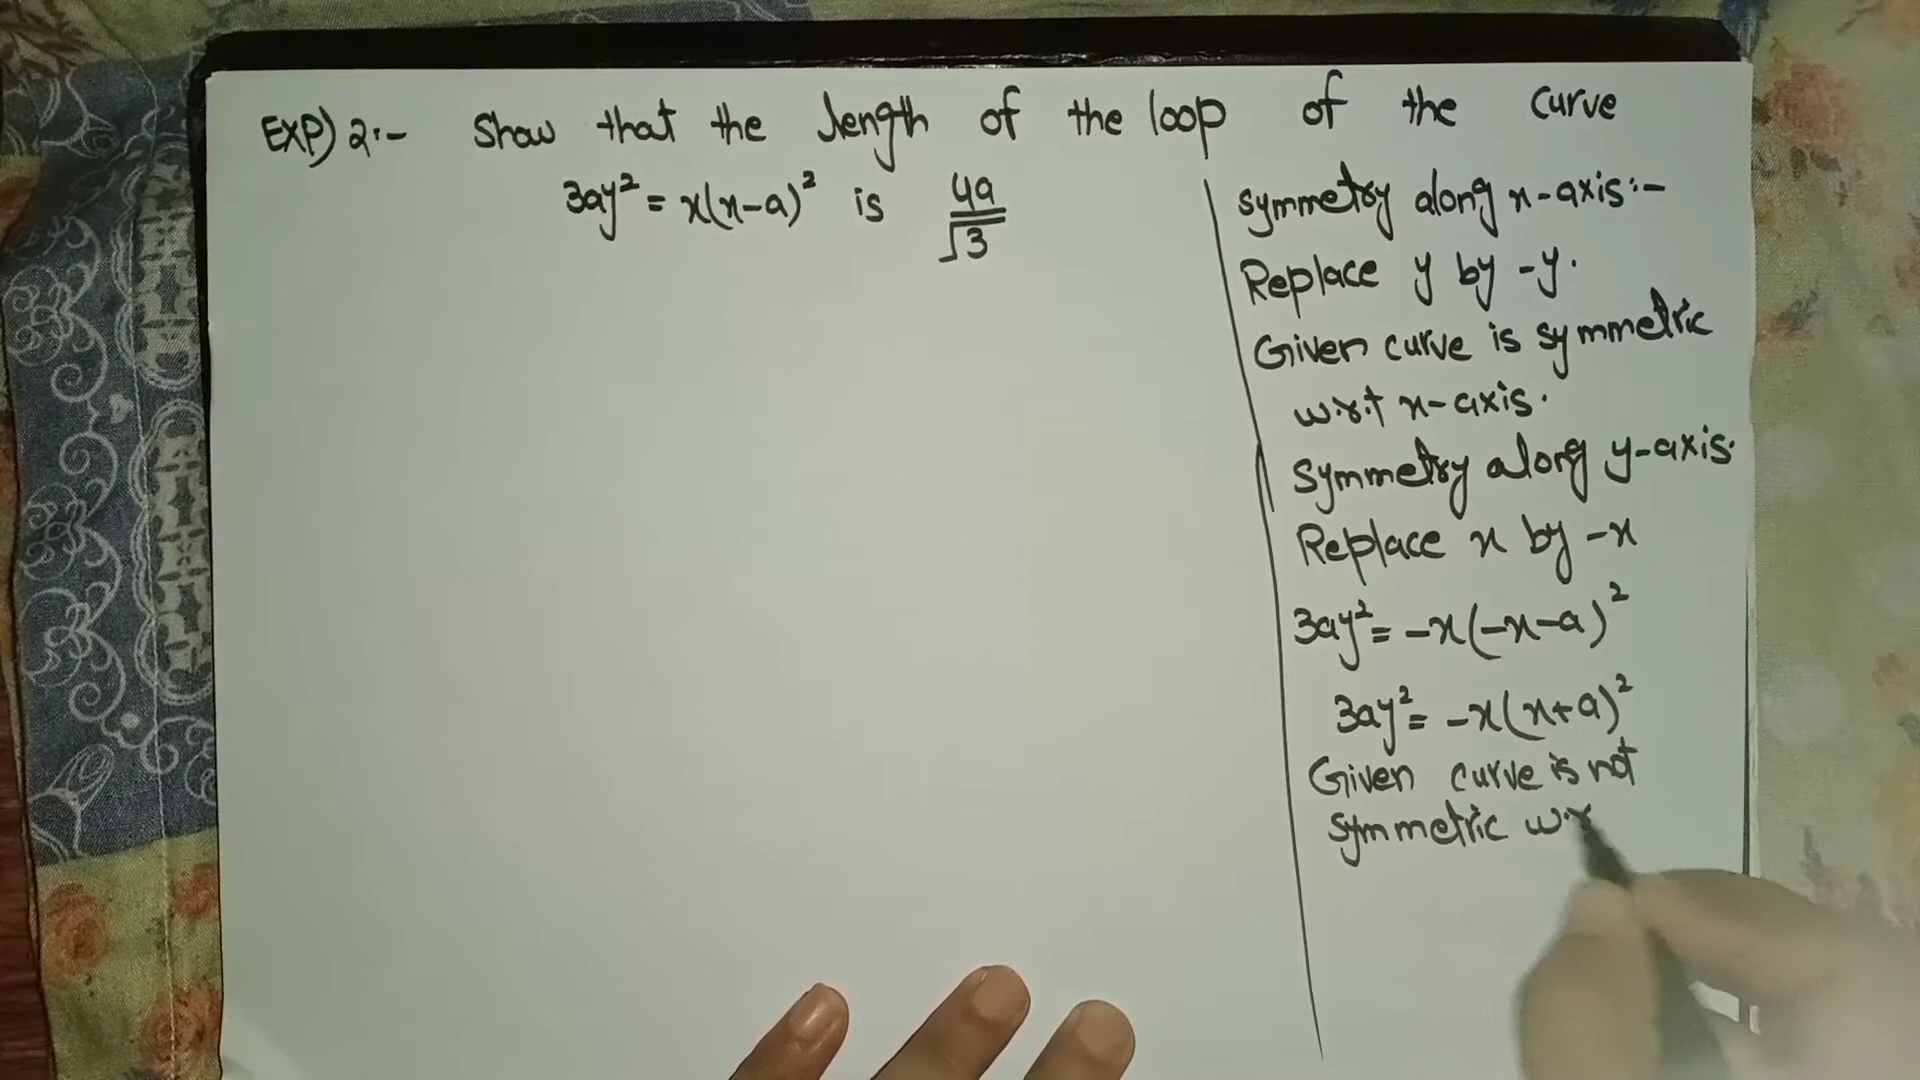 EXP) 2:- Show that the length of the loop of the curve
3ay² = x(x-a)² is 4a/√3
symmetry along x-axis:-
Replace y by -y.
Given curve is symmetric
w.r.t x-axis.
Symmetry along y-axis.
Replace x by -x
3ay² = -x(-x-a)²
3ay² = -x(x+a)²
Given curve is not
symmetric w.r